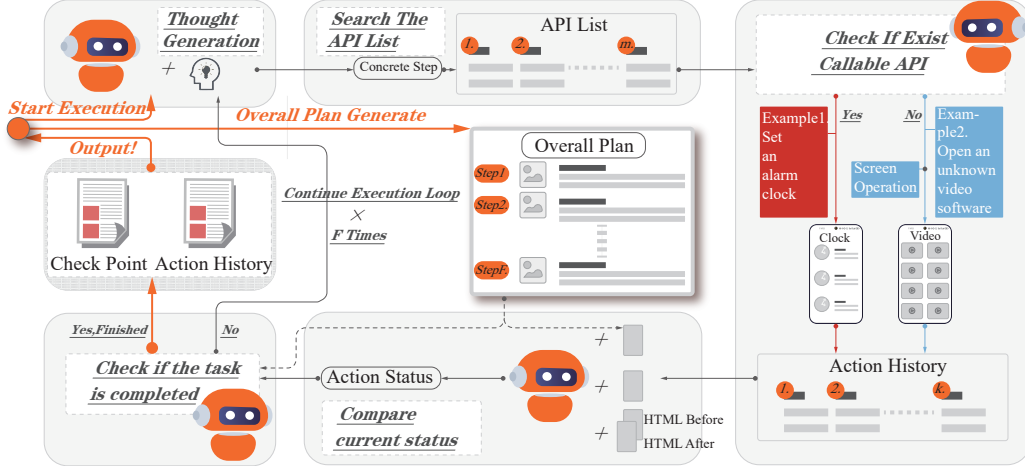 Thought
Generation
+
Search The
API List
Concrete Step
API List
1.
2.
m.
Check If Exist
Callable API
Start Execution
Overall Plan Generate
Output!
Yes
No
Example1.
Set
an
alarm
clock
Exam-
ple2.
Open an
unknown
video
software
Screen
Operation
Overall Plan
Step1
Step2.
StepF.
Continue Execution Loop
×
F Times
Check Point
Action History
Clock
Video
Yes,Finished
No
Check if the task
is completed
Action Status
Compare
current status
+
+
+
HTML Before
HTML After
Action History
1.
2.
k.